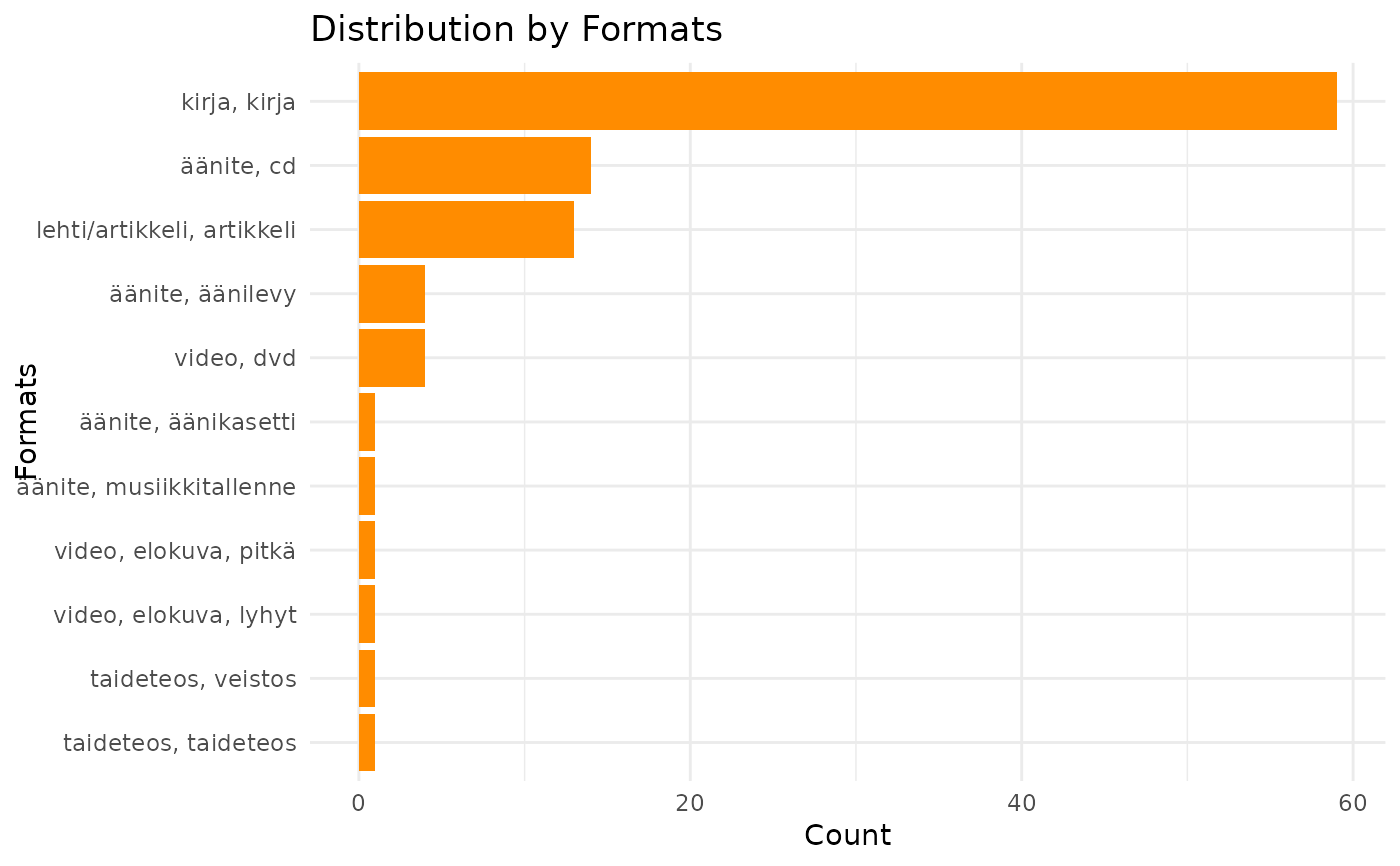 Distribution by Formats
kirja, kirja
äänite, cd
lehti/artikkeli, artikkeli
äänite, äänilevy
video, dvd
äänite, äänikasetti
äänite, musiikkitallenne
video, elokuva, pitkä
video, elokuva, lyhyt
taideteos, veistos
taideteos, taideteos
Formats
0 20 40 60
Count